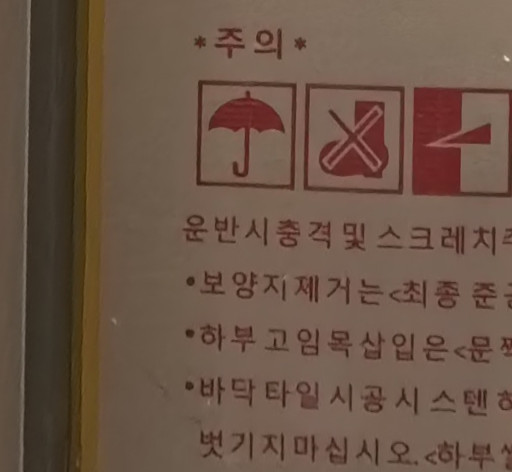 *주의*
운반시충격및 스크레치
•보양지제거는<최종 준
•하부고임목삽입은<문
•바닥타일시공시 스텐
벗기지마십시오.<하부